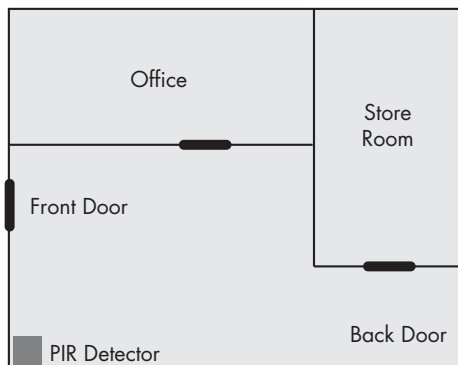 Office
Store
Room
Front Door
Back Door
PIR Detector